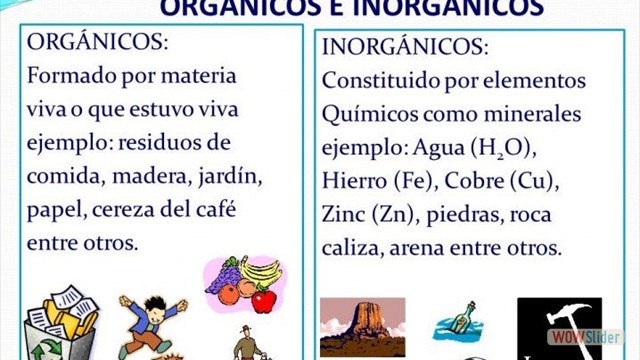 ORGÁNICOS E INORGÁNICOS
ORGÁNICOS:
Formado por materia
viva o que estuvo viva
ejemplo: residuos de
comida, madera, jardín,
papel, cereza del café
entre otros.
INORGÁNICOS:
Constituido por elementos
Químicos como minerales
ejemplo: Agua (H₂O),
Hierro (Fe), Cobre (Cu),
Zinc (Zn), piedras, roca
caliza, arena entre otros.
WOWSlider